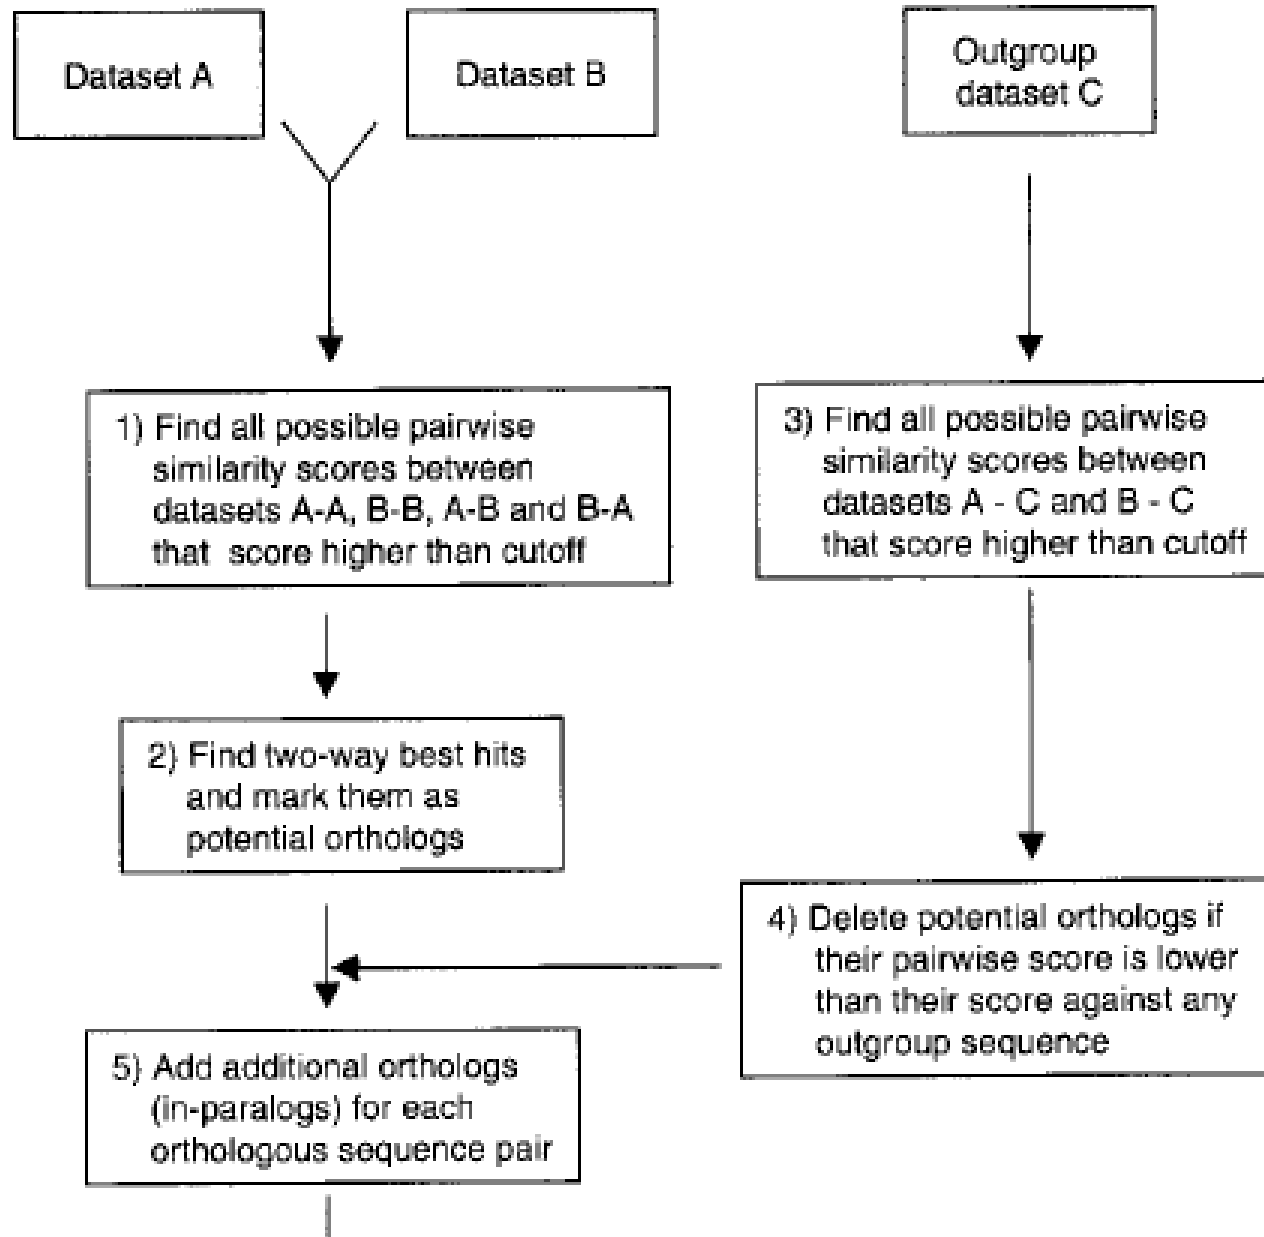 Dataset A
Dataset B
Outgroup
dataset C
1) Find all possible pairwise
similarity scores between
datasets A-A, B-B, A-B and B-A
that score higher than cutoff
3) Find all possible pairwise
similarity scores between
datasets A - C and B - C
that score higher than cutoff
2) Find two-way best hits
and mark them as
potential orthologs
4) Delete potential orthologs if
their pairwise score is lower
than their score against any
outgroup sequence
5) Add additional orthologs
(in-paralogs) for each
orthologous sequence pair